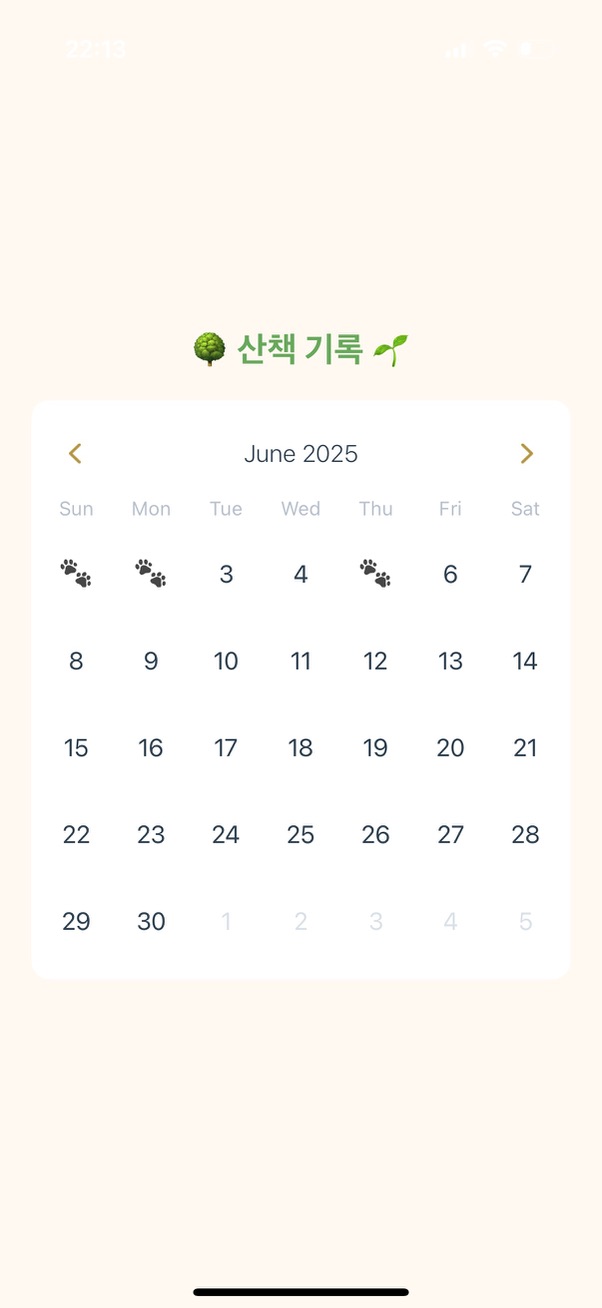 22:13
🌳 산책 기록 🌱
June 2025
Sun Mon Tue Wed Thu Fri Sat
🐾 🐾 3 4 🐾 6 7
8 9 10 11 12 13 14
15 16 17 18 19 20 21
22 23 24 25 26 27 28
29 30 1 2 3 4 5